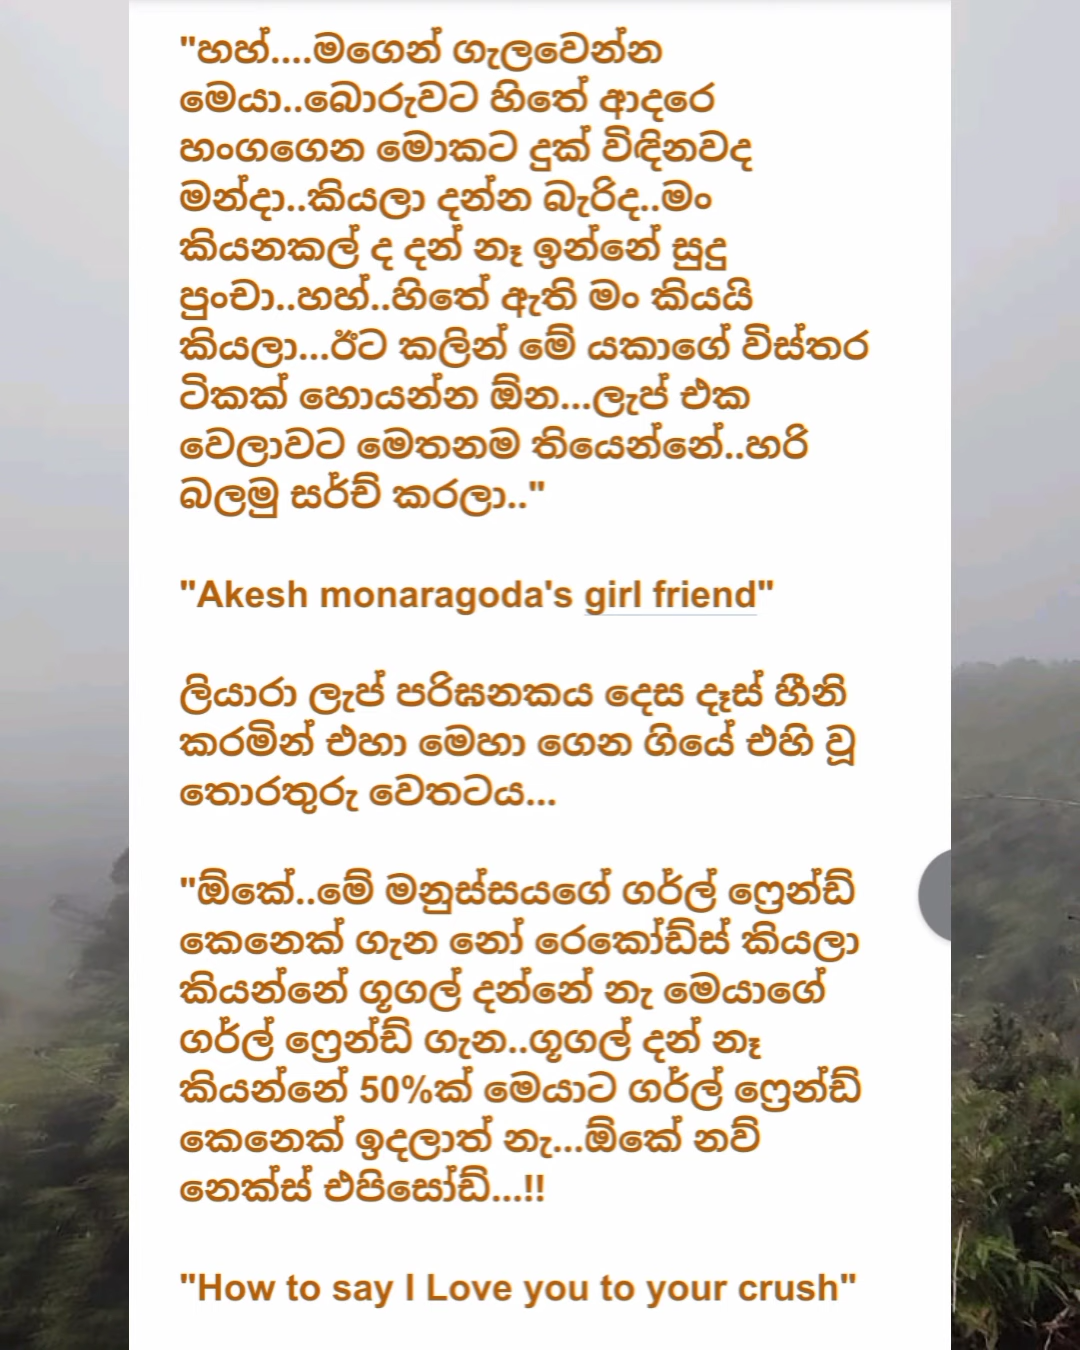 "හහ්....මගෙන් ගැලවෙන්න
මෙයා..බොරුවට හිතේ ආදරෙ
හංගගෙන මොකට දුක් විඳිනවද
මන්දා..කියලා දන්න බැරිද..මං
කියනකල් ද දන් නෑ ඉන්නේ සුදු
පුංචා..හහ්..හිතේ ඇති මං කියයි
කියලා...ඊට කලින් මේ යකාගේ විස්තර
ටිකක් හොයන්න ඕන...ලැප් එක
වෙලාවට මෙතනම තියෙන්නේ..හරි
බලමු සර්ච් කරලා.."
"Akesh monaragoda's girl friend"
ලියාරා ලැප් පරිඝනකය දෙස දෑස් හීනි
කරමින් එහා මෙහා ගෙන ගියේ එහි වූ
තොරතුරු වෙතටය...
"ඕකේ..මේ මනුස්සයගේ ගර්ල් ෆ්‍රෙන්ඩ්
කෙනෙක් ගැන නෝ රෙකෝඩ්ස් කියලා
කියන්නේ ගූගල් දන්නේ නැ මෙයාගේ
ගර්ල් ෆ්‍රෙන්ඩ් ගැන..ගූගල් දන් නෑ
කියන්නේ 50%ක් මෙයාට ගර්ල් ෆ්‍රෙන්ඩ්
කෙනෙක් ඉදලාත් නැ...ඕකේ නව්
නෙක්ස් එපිසෝඩ්...!!
"How to say I Love you to your crush"